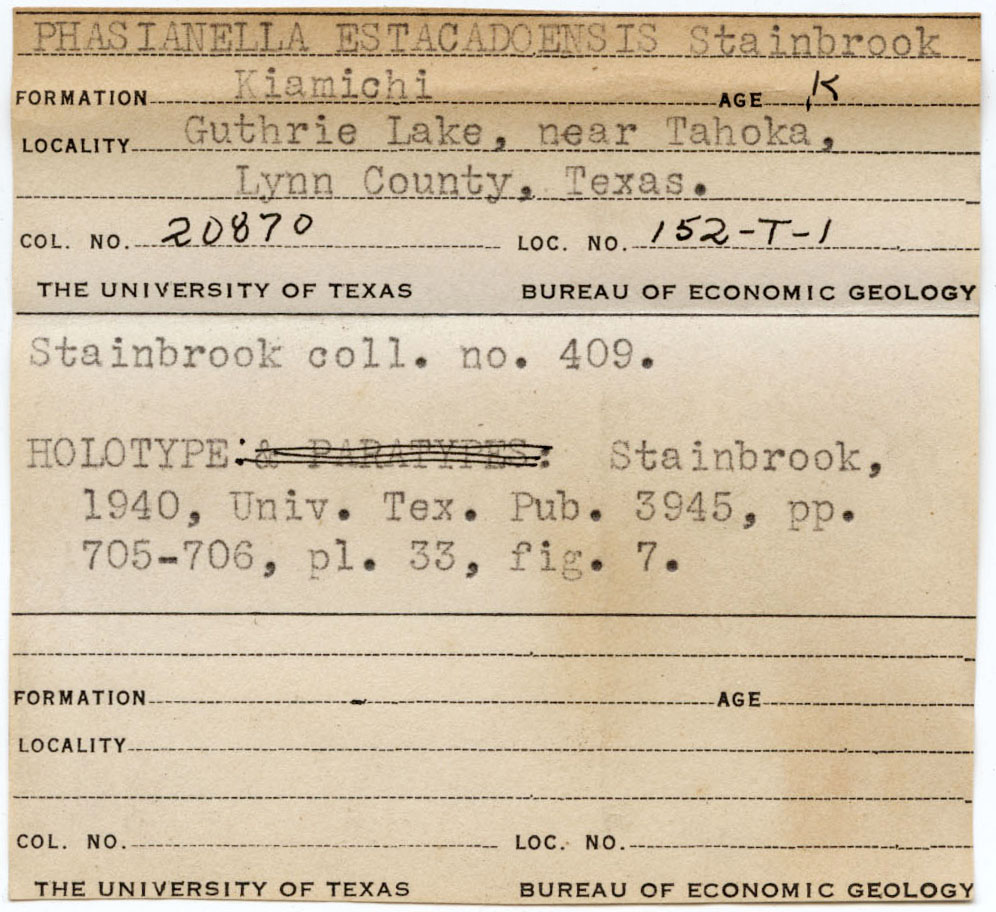 PHASIANELLA ESTACADOENSIS Stainbrook
FORMATION Kiamichi AGE K
LOCALITY Guthrie Lake, near Tahoka,
Lynn County, Texas.
COL. NO. 20870 LOC. NO. 152-T-1
THE UNIVERSITY OF TEXAS BUREAU OF ECONOMIC GEOLOGY
Stainbrook coll. no. 409.
HOLOTYPE: & PARATYPES: Stainbrook,
1940, Univ. Tex. Pub. 3945, pp.
705-706, pl. 33, fig. 7.
FORMATION AGE
LOCALITY
COL. NO. LOC. NO.
THE UNIVERSITY OF TEXAS BUREAU OF ECONOMIC GEOLOGY